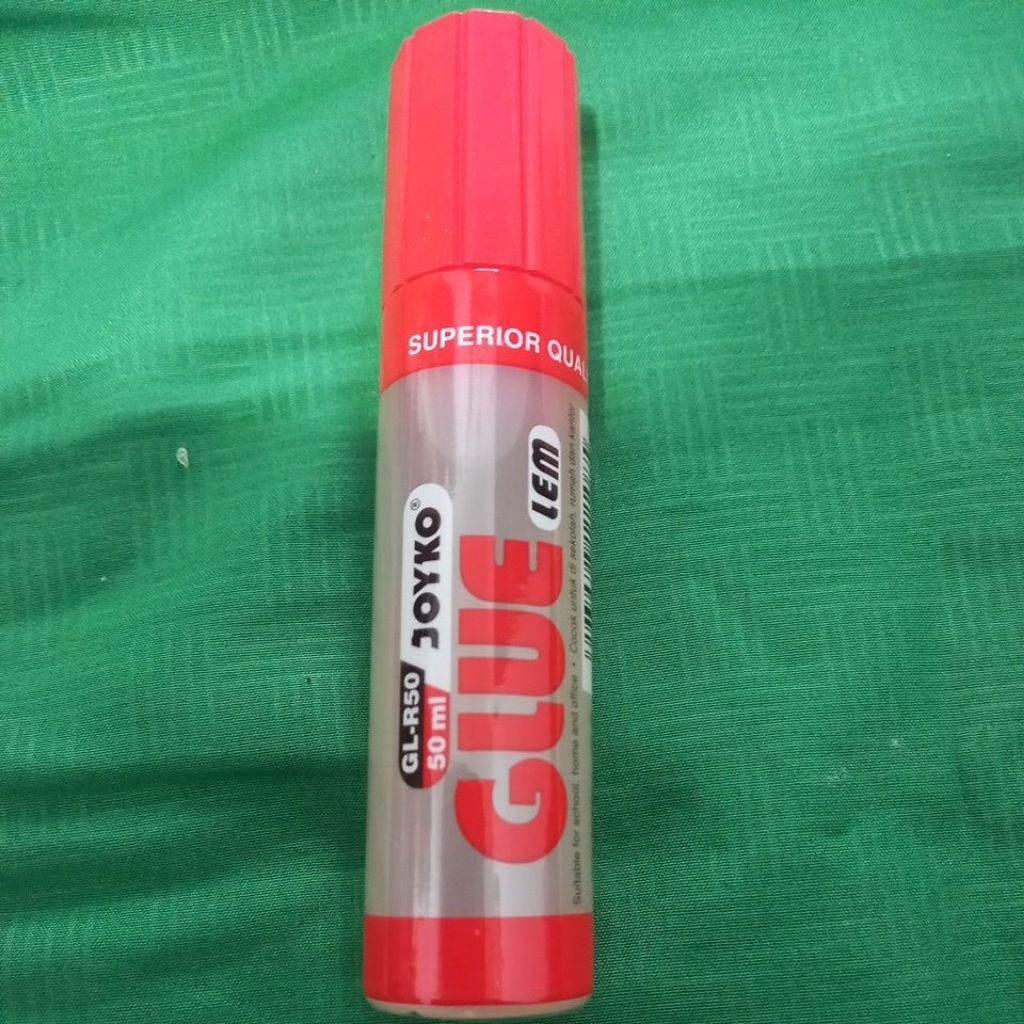 SUPERIOR QUAL
GL-R50
50 ml
JOYKO®
GLUE
LEM
Suitable for school, home and office • Cocok untuk di sekolah, rumah dan kantor